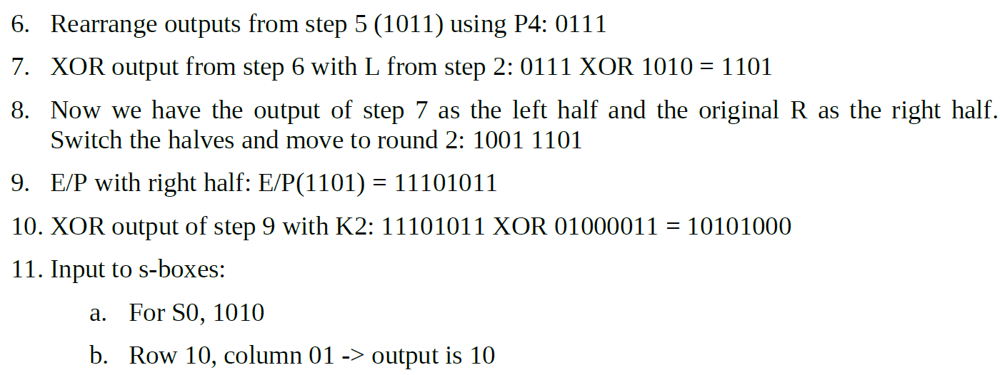 6. Rearrange outputs from step 5 (1011) using P4: 0111
7. XOR output from step 6 with L from step 2: 0111 XOR 1010 = 1101
8. Now we have the output of step 7 as the left half and the original R as the right half.
Switch the halves and move to round 2: 1001 1101
9. E/P with right half: E/P(1101) = 11101011
10. XOR output of step 9 with K2: 11101011 XOR 01000011 = 10101000
11. Input to s-boxes:
a. For S0, 1010
b. Row 10, column 01 -> output is 10